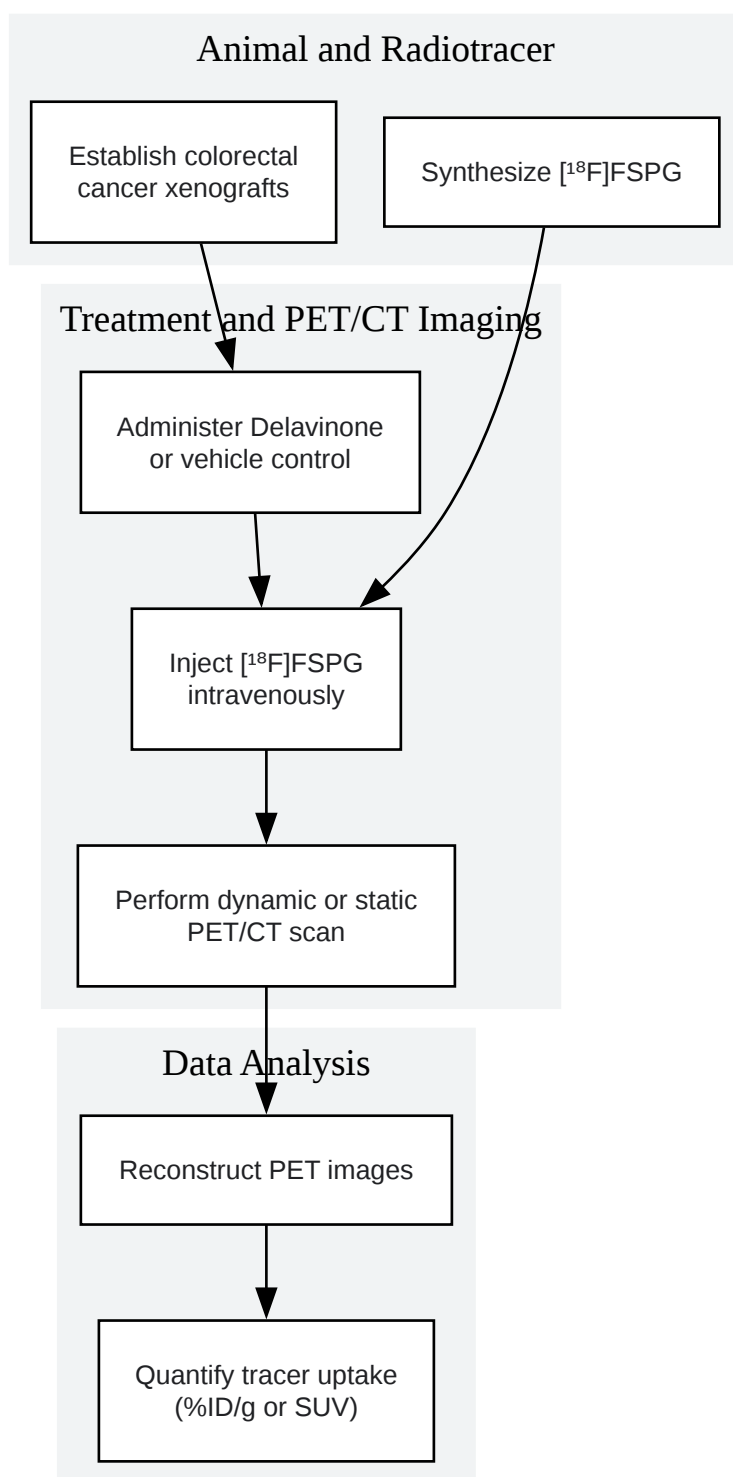 Animal and Radiotracer
Establish colorectal
cancer xenografts
Synthesize [¹⁸F]FSPG
Treatment and PET/CT Imaging
Administer Delavinone
or vehicle control
Inject [¹⁸F]FSPG
intravenously
Perform dynamic or static
PET/CT scan
Data Analysis
Reconstruct PET images
Quantify tracer uptake
(%ID/g or SUV)